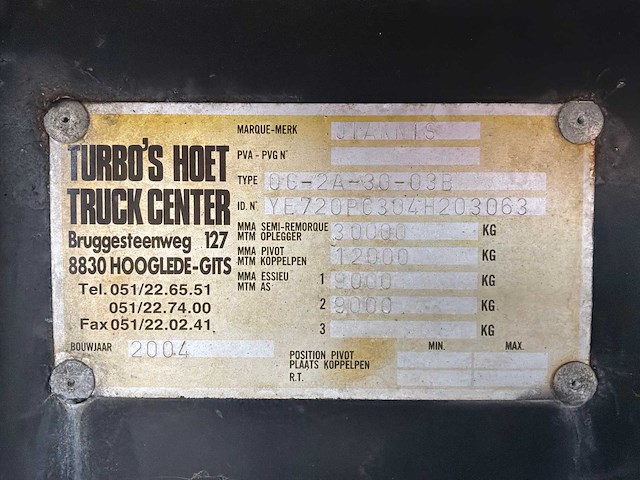 TURBO'S HOET
TRUCK CENTER
Bruggesteenweg 127
8830 HOOGLEDE-GITS
Tel. 051/22.65.51
051/22.74.00
Fax 051/22.02.41
BOUWJAAR 2004
MARQUE-MERK
PVA - PVG N°
TYPE OG-2A-30-03B
ID. N° YE720PG3U4H203063
MMA SEMI-REMORQUE
MTM OPLEGGER 30000 KG
MMA PIVOT
MTM KOPPELPEN 12000 KG
MMA ESSIEU
MTM AS 1 9000 KG
2 9000 KG
3 KG
MIN. MAX.
POSITION PIVOT
PLAATS KOPPELPEN
R.T.